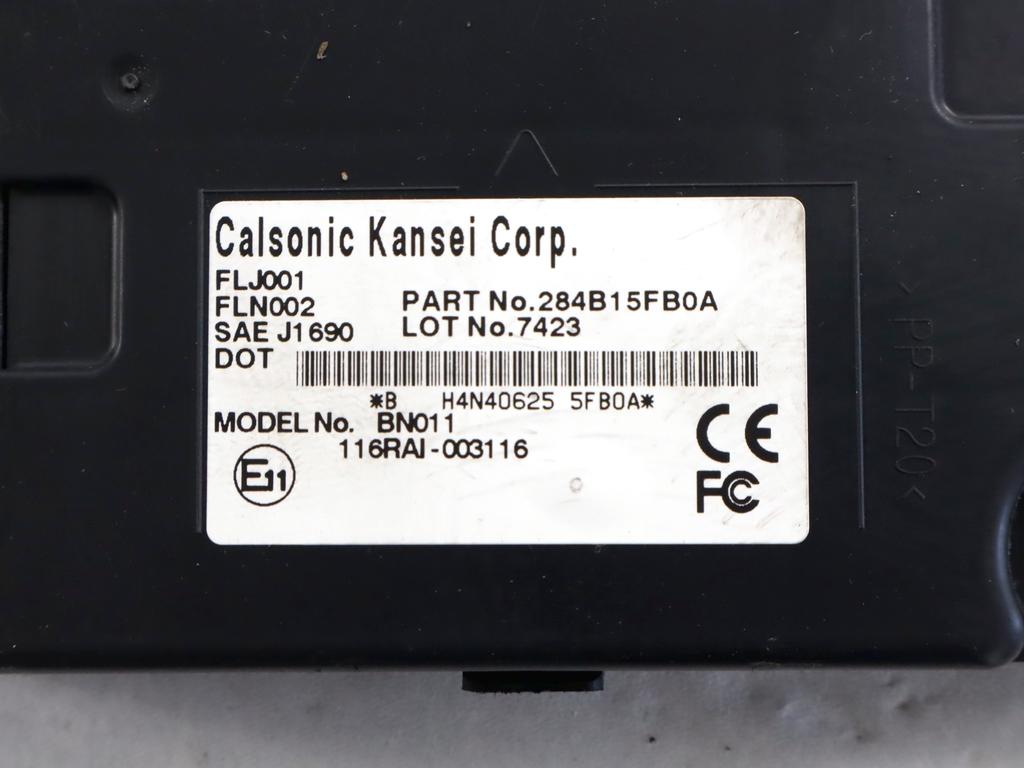 Calsonic Kansei Corp.
FLJ001
FLN002 PART No.284B15FB0A
SAE J1690 LOT No.7423
DOT
*B H4N40625 5FB0A*
MODEL No. BN011
116RAI-003116
E11
CE
FC
>PP-T20<